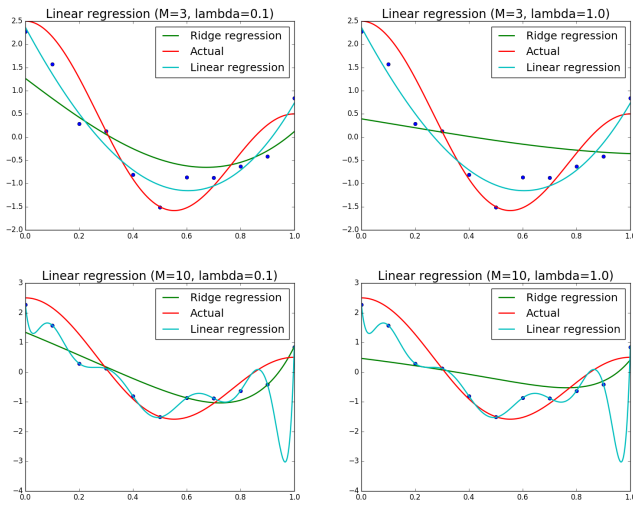 Linear regression (M=3, lambda=0.1)
2.5
2.0
1.5
1.0
0.5
0.0
−0.5
−1.0
−1.5
−2.0
0.0 0.2 0.4 0.6 0.8 1.0
Ridge regression
Actual
Linear regression
Linear regression (M=3, lambda=1.0)
2.5
2.0
1.5
1.0
0.5
0.0
−0.5
−1.0
−1.5
−2.0
0.0 0.2 0.4 0.6 0.8 1.0
Ridge regression
Actual
Linear regression
Linear regression (M=10, lambda=0.1)
3
2
1
0
−1
−2
−3
−4
0.0 0.2 0.4 0.6 0.8 1.0
Ridge regression
Actual
Linear regression
Linear regression (M=10, lambda=1.0)
3
2
1
0
−1
−2
−3
−4
0.0 0.2 0.4 0.6 0.8 1.0
Ridge regression
Actual
Linear regression